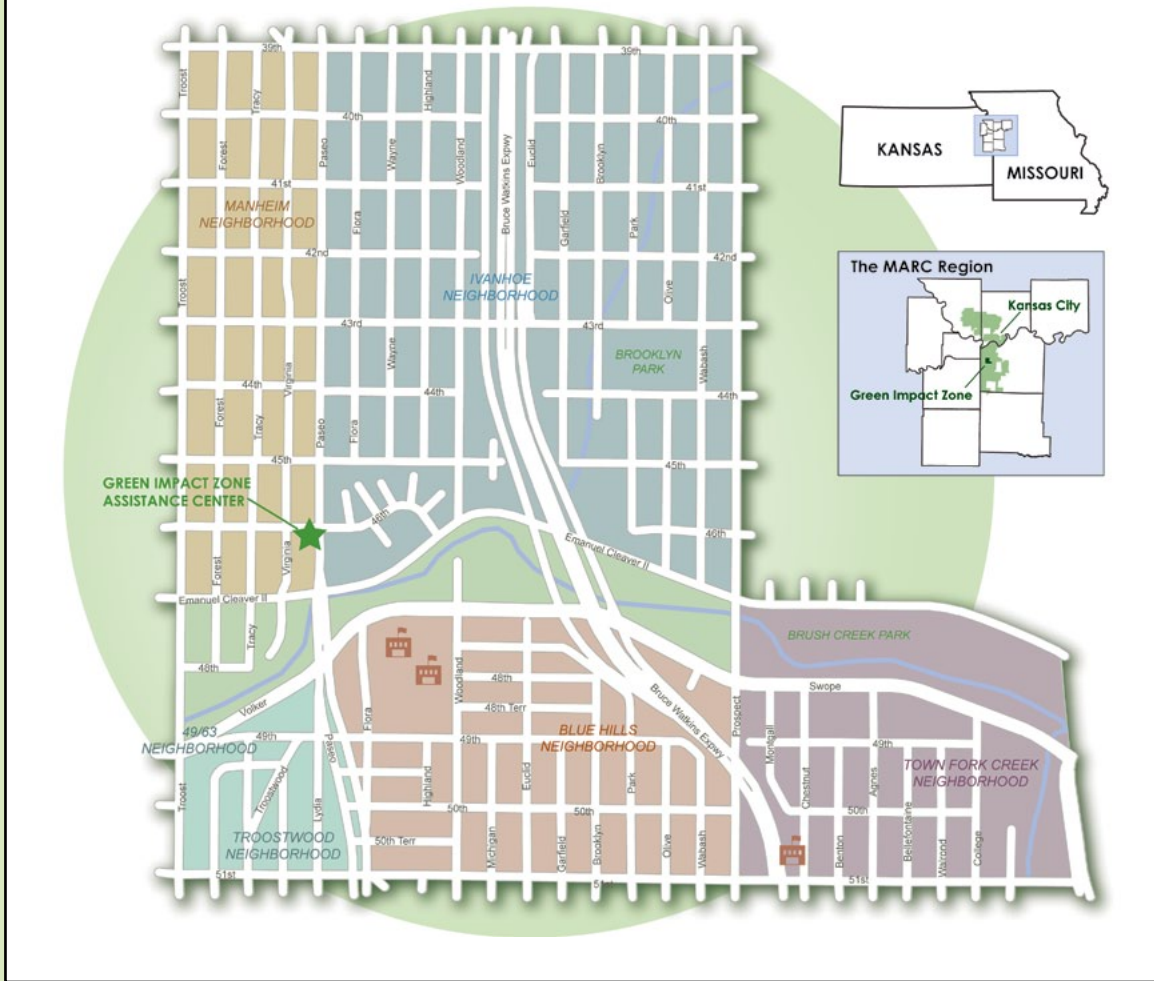 39th
39th
Troost
Tracy
Highland
40th
40th
Forest
Paseo
Wayne
Woodland
Bruce Watkins Expwy
Euclid
Brooklyn
41st
41st
MANHEIM
NEIGHBORHOOD
Flora
Garfield
Park
42nd
42nd
Troost
IVANHOE
NEIGHBORHOOD
Olive
43rd
43rd
Virginia
Wayne
BROOKLYN
PARK
Wabash
44th
44th
44th
Forest
Tracy
Paseo
Flora
45th
45th
GREEN IMPACT ZONE
ASSISTANCE CENTER
46th
46th
Forest
Virginia
Emanuel Cleaver II
Emanuel Cleaver II
Tracy
48th
BRUSH CREEK PARK
Volker
Flora
Woodland
48th
48th Terr
Bruce Watkins Expwy
Prospect
Swope
49/63
NEIGHBORHOOD
49th
Paseo
49th
BLUE HILLS
NEIGHBORHOOD
Montgall
49th
TOWN FORK CREEK
NEIGHBORHOOD
Troost
Troostwood
Lydia
Highland
Euclid
Park
Chestnut
Agnes
50th
50th
50th
TROOSTWOOD
NEIGHBORHOOD
50th Terr
Michigan
Garfield
Brooklyn
Olive
Wabash
Benton
Bellefontaine
Walrond
College
51st
51st
51st
KANSAS
MISSOURI
The MARC Region
Kansas City
Green Impact Zone